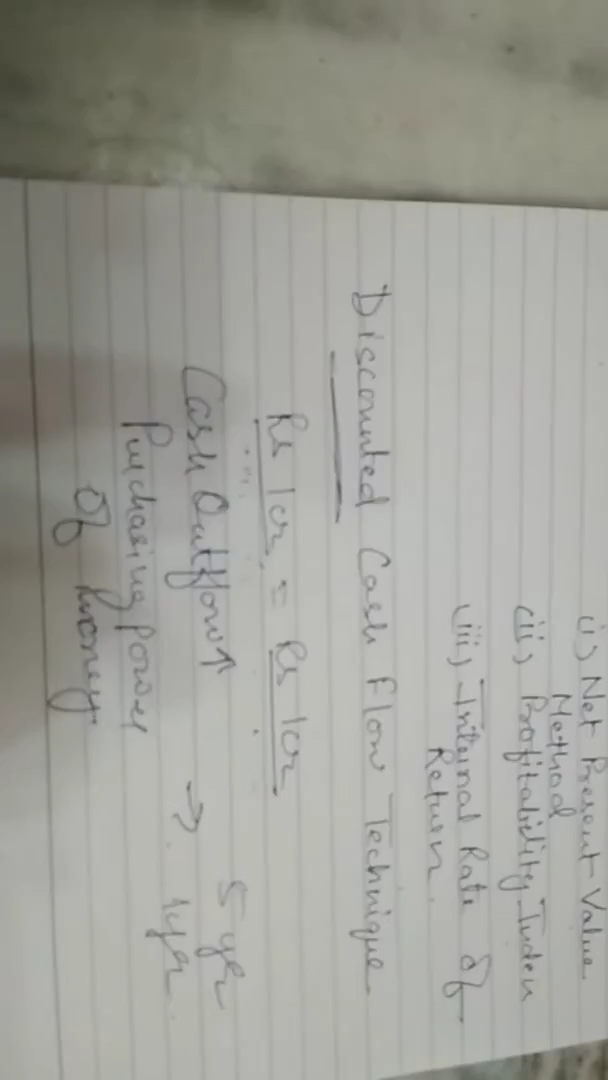 (i) Net Present Value
Method
(ii) Profitability Index
(iii) Internal Rate of
Return.
Discounted Cash Flow Technique
Rs 1cr, = Rs 1cr
Cash Outflow↑ 5 yr
Purchasing Power → 1yr.
Of Money